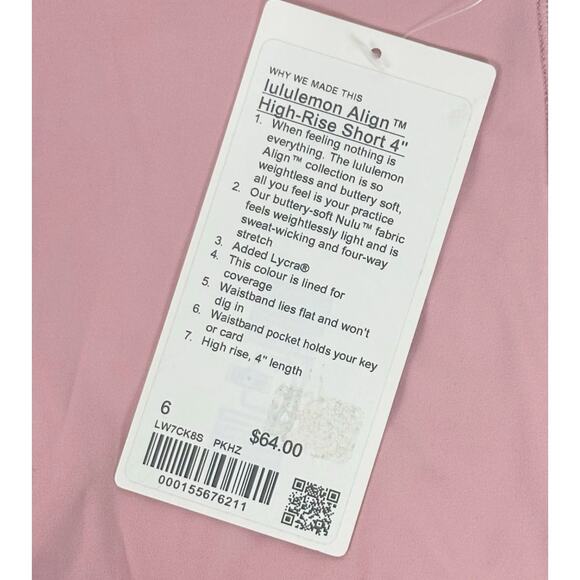 WHY WE MADE THIS
lululemon Align™
High-Rise Short 4"
1. When feeling nothing is
everything. The lululemon
Align™ collection is so
weightless and buttery soft,
all you feel is your practice
2. Our buttery-soft Nulu™ fabric
feels weightlessly light and is
sweat-wicking and four-way
stretch
3. Added Lycra®
4. This colour is lined for
coverage
5. Waistband lies flat and won't
dig in
6. Waistband pocket holds your key
or card
7. High rise, 4" length
6
$64.00
LW7CK8S PKHZ
000155676211